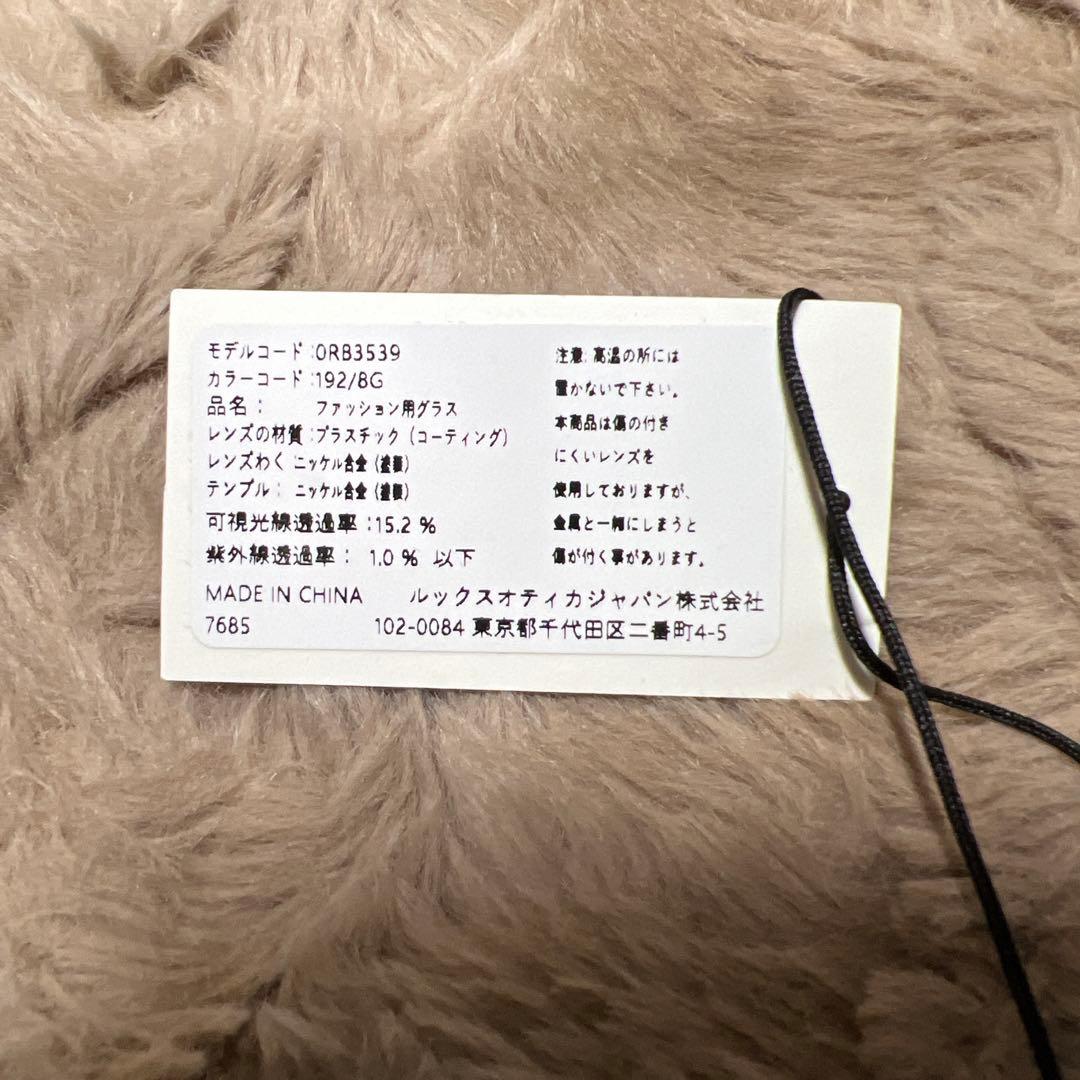 モデルコード:0RB3539
カラーコード:192/8G
品名: ファッション用グラス
レンズの材質:プラスチック (コーティング)
レンズわく ニッケル合金 (塗装)
テンプル: ニッケル合金 (塗装)
可視光線透過率:15.2 %
紫外線透過率: 1.0 % 以下
MADE IN CHINA ルックスオティカジャパン株式会社
7685 102-0084 東京都千代田区二番町4-5
注意: 高温の所には
置かないで下さい。
本商品は傷の付き
にくいレンズを
使用しておりますが、
金属と一緒にしまうと
傷が付く事があります。